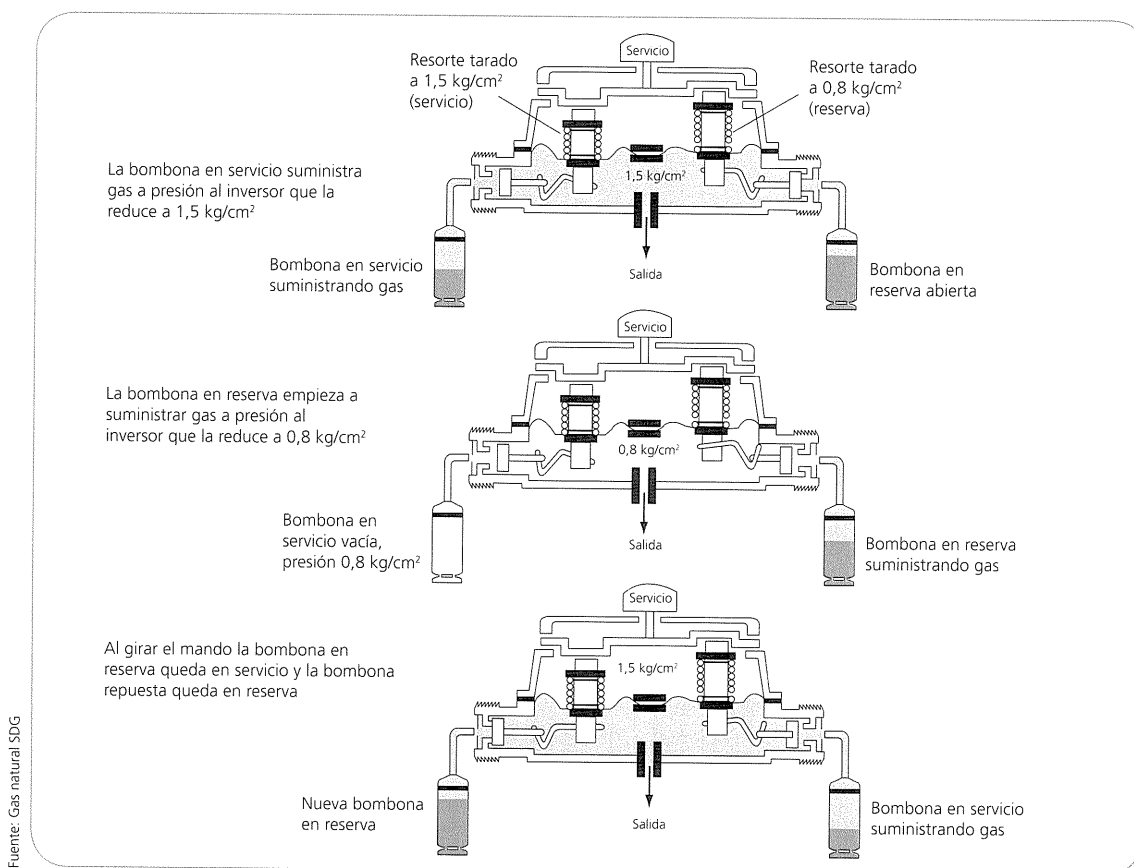 Servicio
Resorte tarado
a 1,5 kg/cm²
(servicio)
Resorte tarado
a 0,8 kg/cm²
(reserva)
La bombona en servicio suministra
gas a presión al inversor que la
reduce a 1,5 kg/cm²
1,5 kg/cm²
Bombona en servicio
suministrando gas
Salida
Bombona en
reserva abierta
Servicio
La bombona en reserva empieza a
suministrar gas a presión al
inversor que la reduce a 0,8 kg/cm²
0,8 kg/cm²
Bombona en
servicio vacía,
presión 0,8 kg/cm²
Salida
Bombona en reserva
suministrando gas
Servicio
Al girar el mando la bombona en
reserva queda en servicio y la bombona
repuesta queda en reserva
1,5 kg/cm²
Nueva bombona
en reserva
Salida
Bombona en servicio
suministrando gas
Fuente: Gas natural SDG